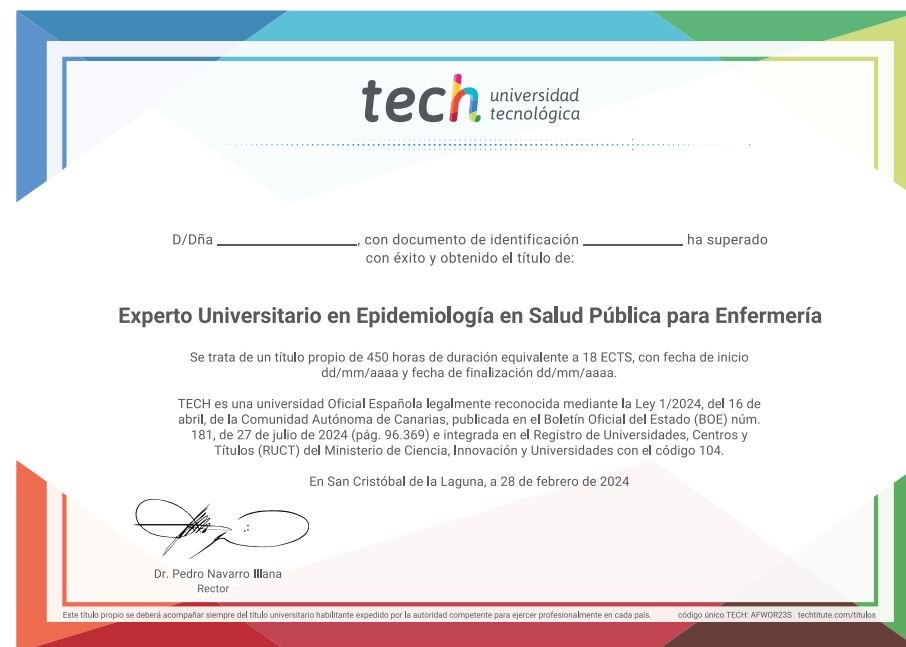 tech universidad
tecnológica
D/Dña ____________________, con documento de identificación ______________ ha superado
con éxito y obtenido el título de:
Experto Universitario en Epidemiología en Salud Pública para Enfermería
Se trata de un título propio de 450 horas de duración equivalente a 18 ECTS, con fecha de inicio
dd/mm/aaaa y fecha de finalización dd/mm/aaaa.
TECH es una universidad Oficial Española legalmente reconocida mediante la Ley 1/2024, del 16 de
abril, de la Comunidad Autónoma de Canarias, publicada en el Boletín Oficial del Estado (BOE) núm.
181, de 27 de julio de 2024 (pág. 96.369) e integrada en el Registro de Universidades, Centros y
Títulos (RUCT) del Ministerio de Ciencia, Innovación y Universidades con el código 104.
En San Cristóbal de la Laguna, a 28 de febrero de 2024
Dr. Pedro Navarro Illana
Rector
Este título propio se deberá acompañar siempre del título universitario habilitante expedido por la autoridad competente para ejercer profesionalmente en cada país. código único TECH: AFWOR23S techtitute.com/titulos